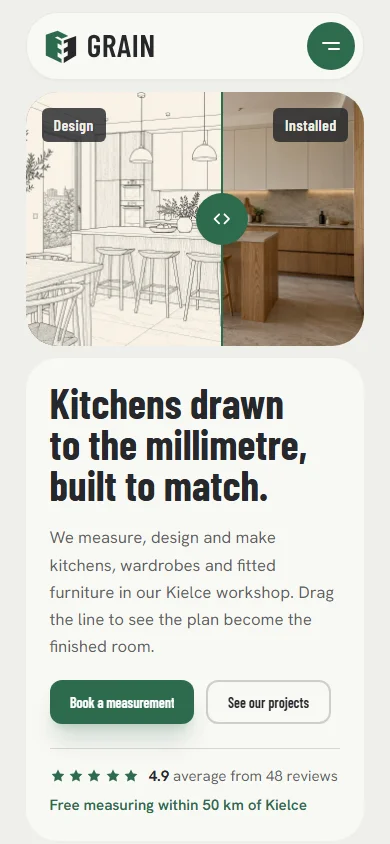 GRAIN
Design
Installed
Kitchens drawn
to the millimetre,
built to match.
We measure, design and make
kitchens, wardrobes and fitted
furniture in our Kielce workshop. Drag
the line to see the plan become the
finished room.
Book a measurement
See our projects
4.9 average from 48 reviews
Free measuring within 50 km of Kielce